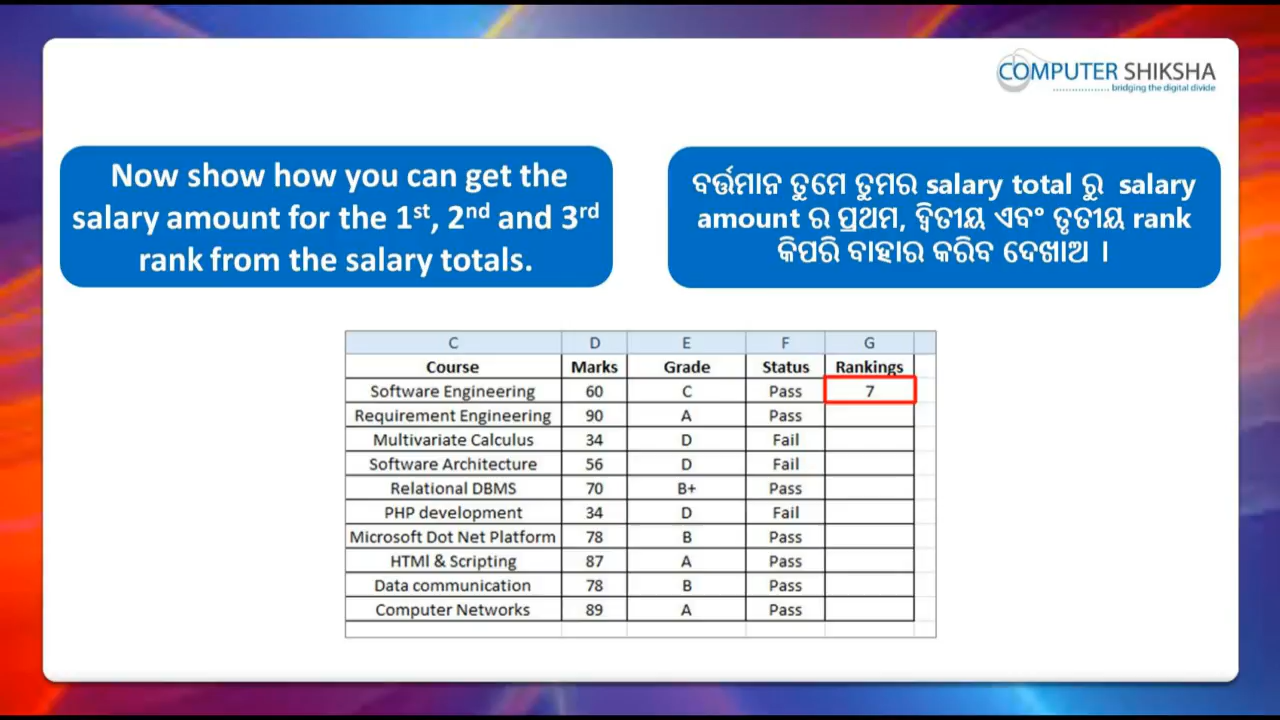 COMPUTER SHIKSHA
bridging the digital divide
Now show how you can get the
salary amount for the 1st, 2nd and 3rd
rank from the salary totals.
ବର୍ତ୍ତମାନ ତୁମେ ତୁମର salary total ରୁ salary
amount ର ପ୍ରଥମ, ଦ୍ଵିତୀୟ ଏବଂ ତୃତୀୟ rank
କିପରି ବାହାର କରିବ ଦେଖାଅ ।
C D E F G
Course Marks Grade Status Rankings
Software Engineering 60 C Pass 7
Requirement Engineering 90 A Pass
Multivariate Calculus 34 D Fail
Software Architecture 56 D Fail
Relational DBMS 70 B+ Pass
PHP development 34 D Fail
Microsoft Dot Net Platform 78 B Pass
HTMl & Scripting 87 A Pass
Data communication 78 B Pass
Computer Networks 89 A Pass